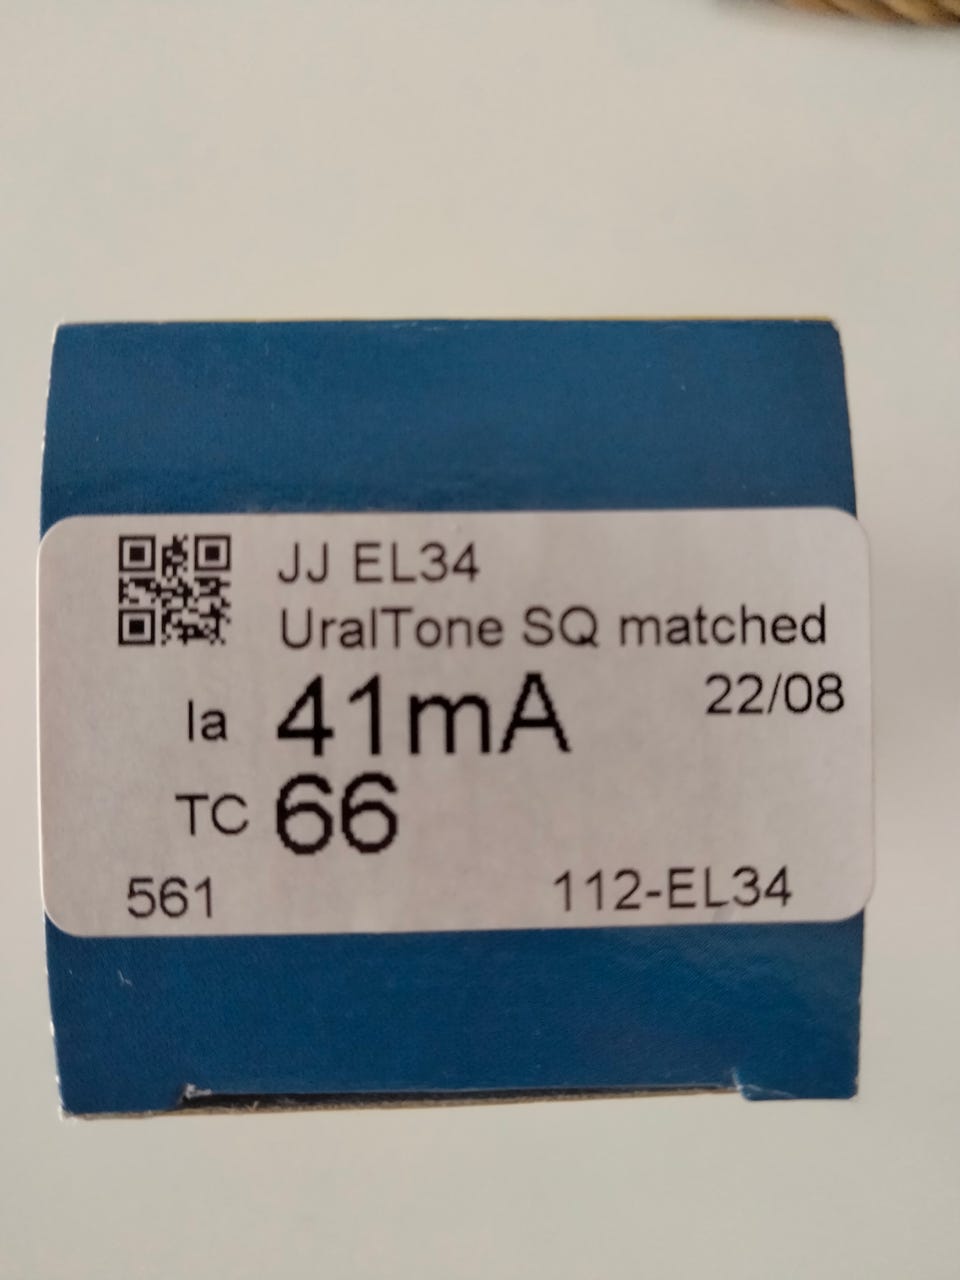 JJ EL34
UralTone SQ matched
Ia 41mA 22/08
TC 66
561 112-EL34